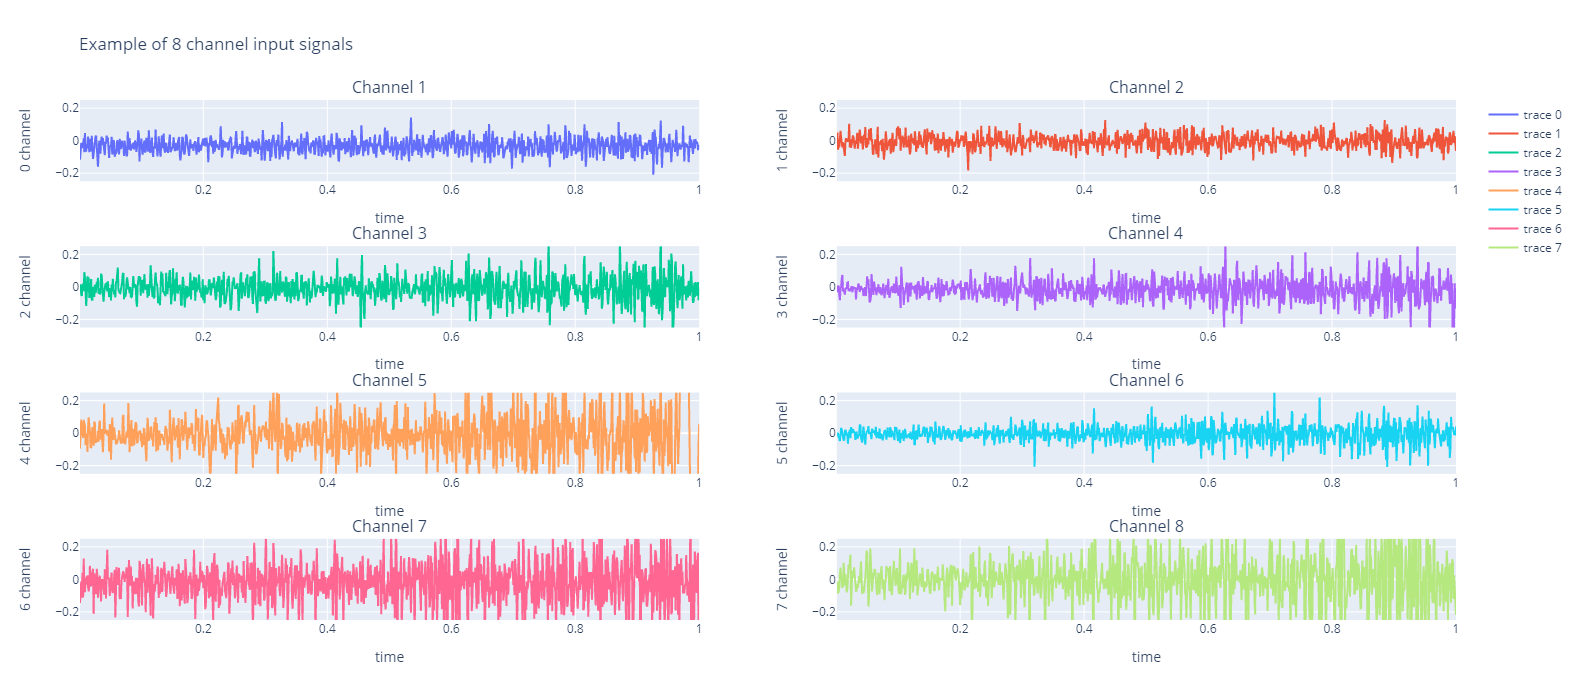 Example of 8 channel input signals
Channel 1
0 channel
0.2
0
−0.2
0.2
0.4
0.6
0.8
1
time
Channel 2
1 channel
0.2
0
−0.2
0.2
0.4
0.6
0.8
1
time
trace 0
trace 1
trace 2
trace 3
trace 4
trace 5
trace 6
trace 7
Channel 3
2 channel
0.2
0
−0.2
0.2
0.4
0.6
0.8
1
time
Channel 4
3 channel
0.2
0
−0.2
0.2
0.4
0.6
0.8
1
time
Channel 5
4 channel
0.2
0
−0.2
0.2
0.4
0.6
0.8
1
time
Channel 6
5 channel
0.2
0
−0.2
0.2
0.4
0.6
0.8
1
time
Channel 7
6 channel
0.2
0
−0.2
0.2
0.4
0.6
0.8
1
time
Channel 8
7 channel
0.2
0
−0.2
0.2
0.4
0.6
0.8
1
time